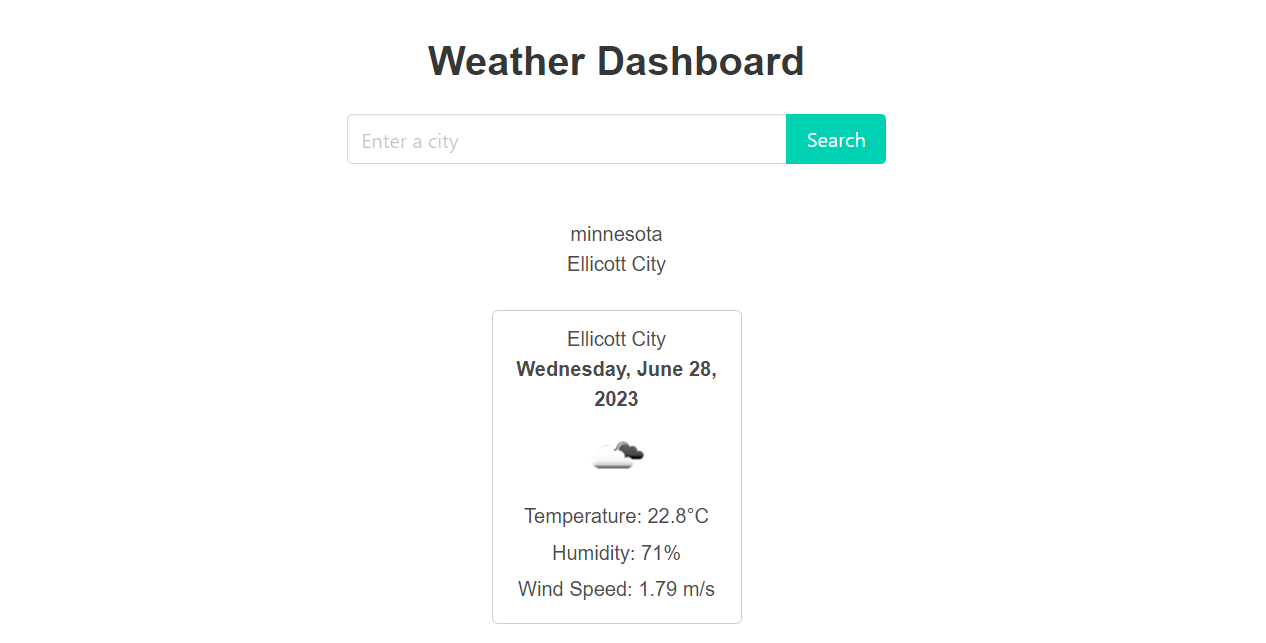 Weather Dashboard
Enter a city
Search
minnesota
Ellicott City
Ellicott City
Wednesday, June 28,
2023
Temperature: 22.8°C
Humidity: 71%
Wind Speed: 1.79 m/s